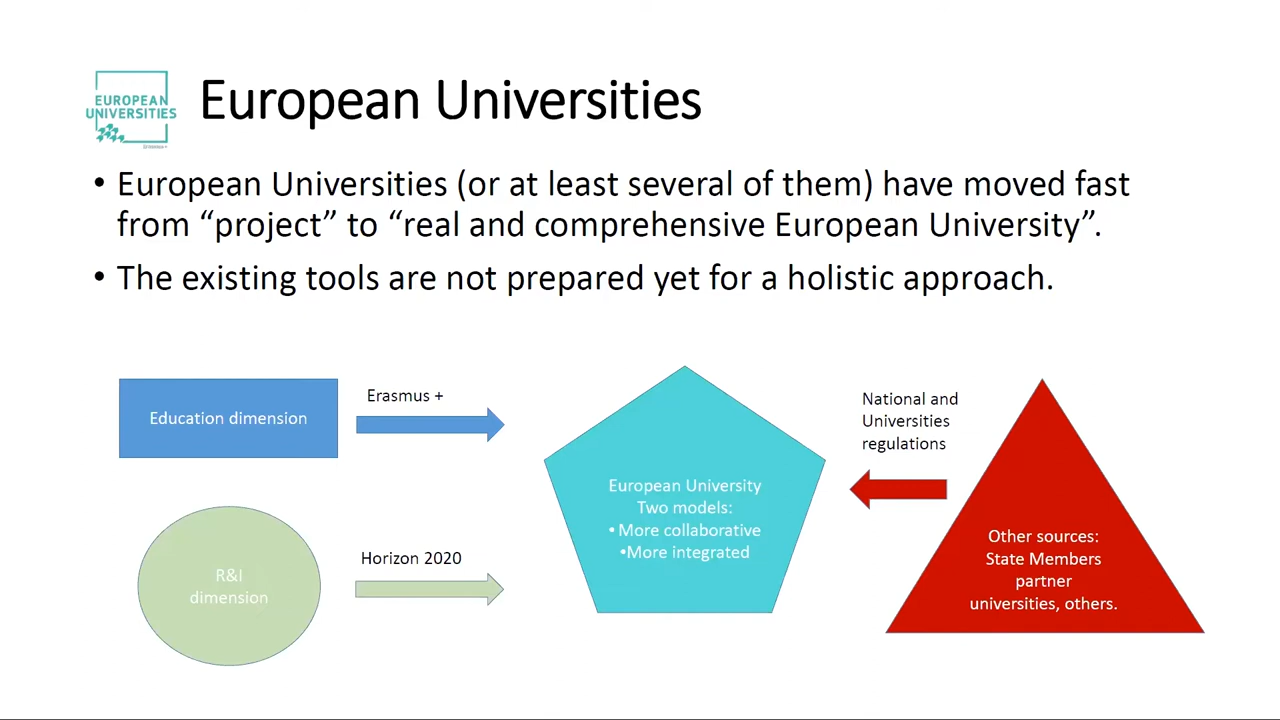 EUROPEAN
UNIVERSITIES
Erasmus+
European Universities
• European Universities (or at least several of them) have moved fast
from “project” to “real and comprehensive European University”.
• The existing tools are not prepared yet for a holistic approach.
Education dimension
Erasmus +
R&I
dimension
Horizon 2020
European University
Two models:
• More collaborative
•More integrated
National and
Universities
regulations
Other sources:
State Members
partner
universities, others.